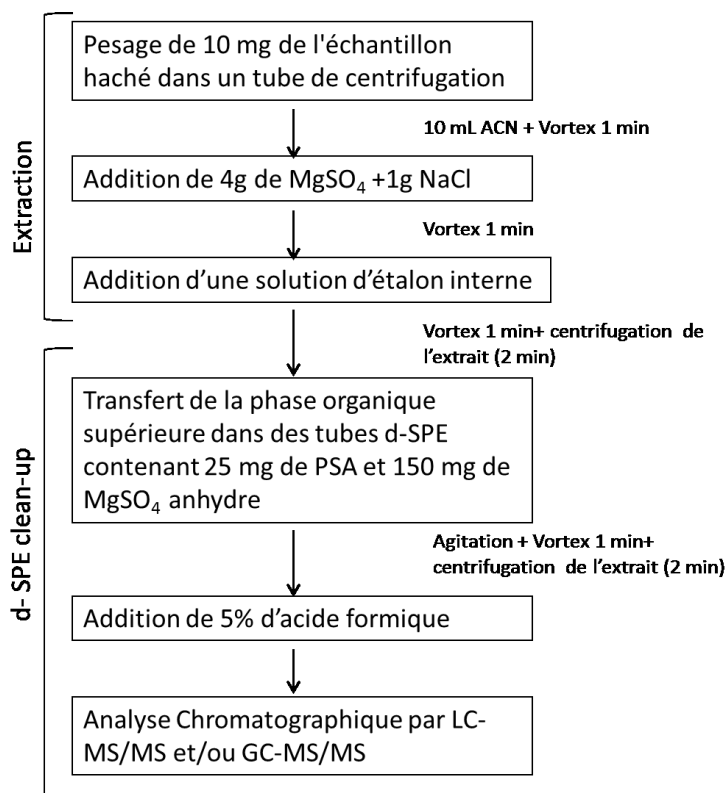 Extraction
Pesage de 10 mg de l'échantillon
haché dans un tube de centrifugation
10 mL ACN + Vortex 1 min
Addition de 4g de MgSO₄ +1g NaCl
Vortex 1 min
Addition d’une solution d’étalon interne
Vortex 1 min+ centrifugation de
l’extrait (2 min)
d- SPE clean-up
Transfert de la phase organique
supérieure dans des tubes d-SPE
contenant 25 mg de PSA et 150 mg de
MgSO₄ anhydre
Agitation + Vortex 1 min+
centrifugation de l’extrait (2 min)
Addition de 5% d’acide formique
Analyse Chromatographique par LC-
MS/MS et/ou GC-MS/MS